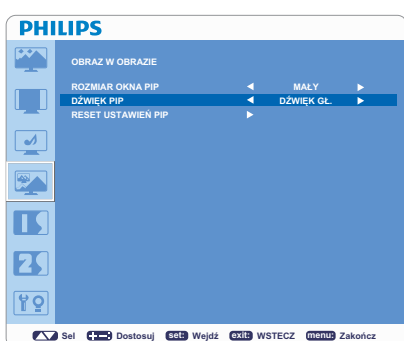 PHILIPS
OBRAZ W OBRAZIE
ROZMIAR OKNA PIP MAŁY
DŹWIĘK PIP DŹWIĘK GŁ.
RESET USTAWIEŃ PIP
Sel Dostosuj set: Wejdź exit: WSTECZ menu: Zakończ